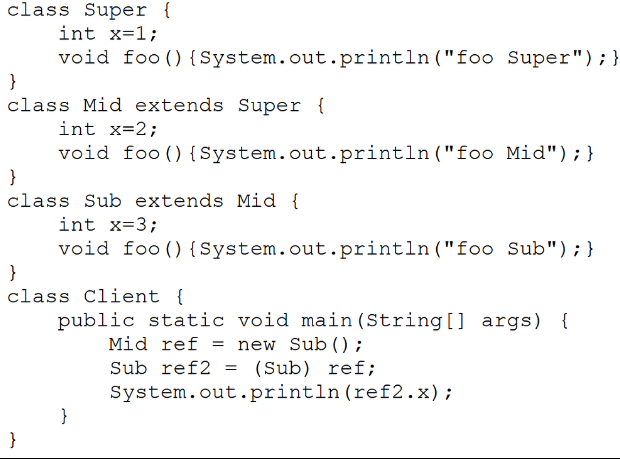 class Super {
    int x=1;
    void foo(){System.out.println("foo Super");}
}
class Mid extends Super {
    int x=2;
    void foo(){System.out.println("foo Mid");}
}
class Sub extends Mid {
    int x=3;
    void foo(){System.out.println("foo Sub");}
}
class Client {
    public static void main(String[] args) {
        Mid ref = new Sub();
        Sub ref2 = (Sub) ref;
        System.out.println(ref2.x);
    }
}